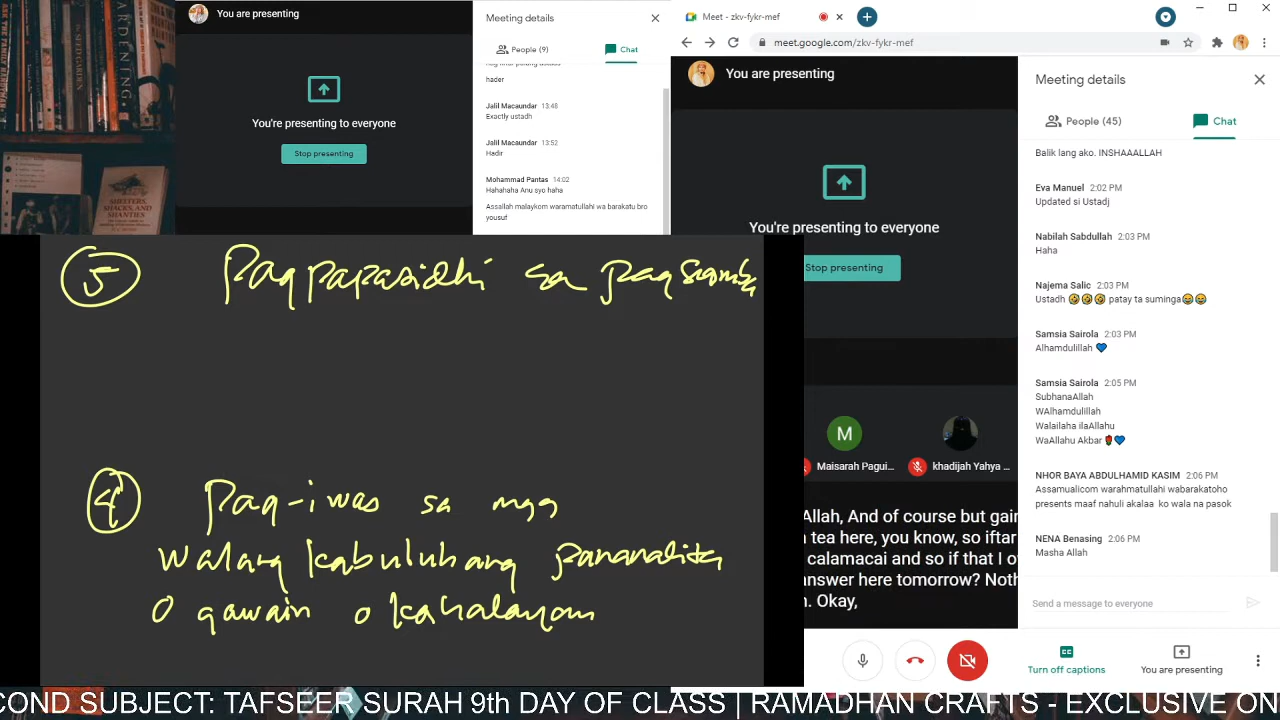 You are presenting
You're presenting to everyone
Stop presenting
Meeting details
People (9)
Chat
hader
Jalil Macaundar 13:48
Exactly ustadh
Jalil Macaundar 13:52
Hadir
Mohammad Pantas 14:02
Hahahaha Anu syo haha
Assallah malaykom waramatullahi wa barakatu bro
yousuf
GARDENING
SHELTERS,
SHACKS, AND
SHANTIES
5 Pagpapasidhi sa pagsamba
4 Pag-iwas sa mga
walang kabuluhang pananalita
o gawain o kahalayan
Meet - zkv-fykr-mef
meet.google.com/zkv-fykr-mef
You are presenting
You're presenting to everyone
Stop presenting
M
Maisarah Pagui...
khadijah Yahya ...
Allah, And of course but gain
tea here, you know, so iftar
calamacai and so if that I o
answer here tomorrow? Noth
n. Okay,
Meeting details
People (45)
Chat
Balik lang ako. INSHAAALLAH
Eva Manuel 2:02 PM
Updated si Ustadj
Nabilah Sabdullah 2:03 PM
Haha
Najema Salic 2:03 PM
Ustadh 🤣🤣🤣 patay ta suminga😂😂
Samsia Sairola 2:03 PM
Alhamdulillah 💙
Samsia Sairola 2:05 PM
SubhanaAllah
WAlhamdulillah
Walailaha ilaAllahu
WaAllahu Akbar 🌹💙
NHOR BAYA ABDULHAMID KASIM 2:06 PM
Assamualicom warahmatullahi wabarakatoho
presents maaf nahuli akalaa ko wala na pasok
NENA Benasing 2:06 PM
Masha Allah
Send a message to everyone
Turn off captions
You are presenting
COND SUBJECT: TAFSEER SURAH 9th DAY OF CLASS | RAMADHAN CRAFTS - EXCLUSIVE ON